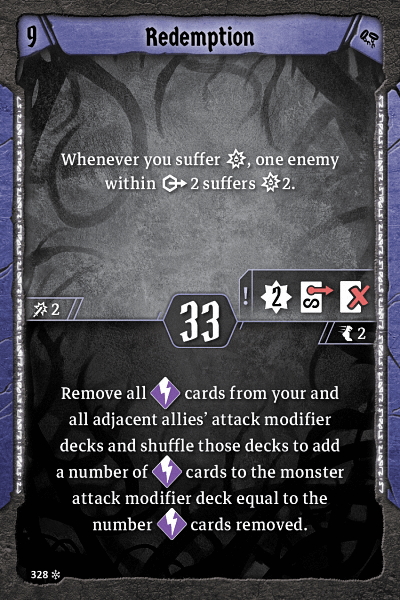 9 Redemption
Whenever you suffer , one enemy
within 2 suffers 2.
2
33
! 2
2
Remove all cards from your and
all adjacent allies' attack modifier
decks and shuffle those decks to add
a number of cards to the monster
attack modifier deck equal to the
number cards removed.
328